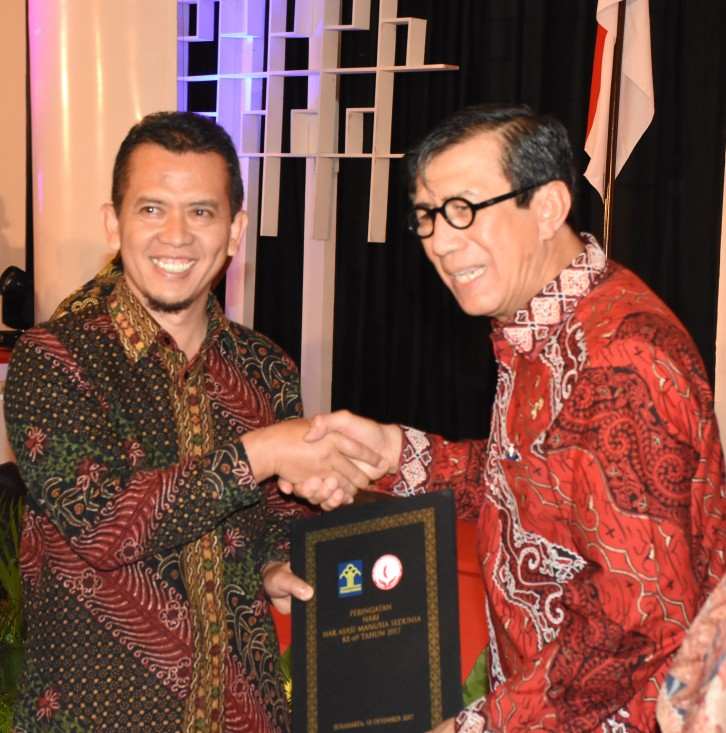 PERINGATAN
HARI
HAK ASASI MANUSIA SEDUNIA
KE-69 TAHUN 2017
SURAKARTA, 10 DESEMBER 2017